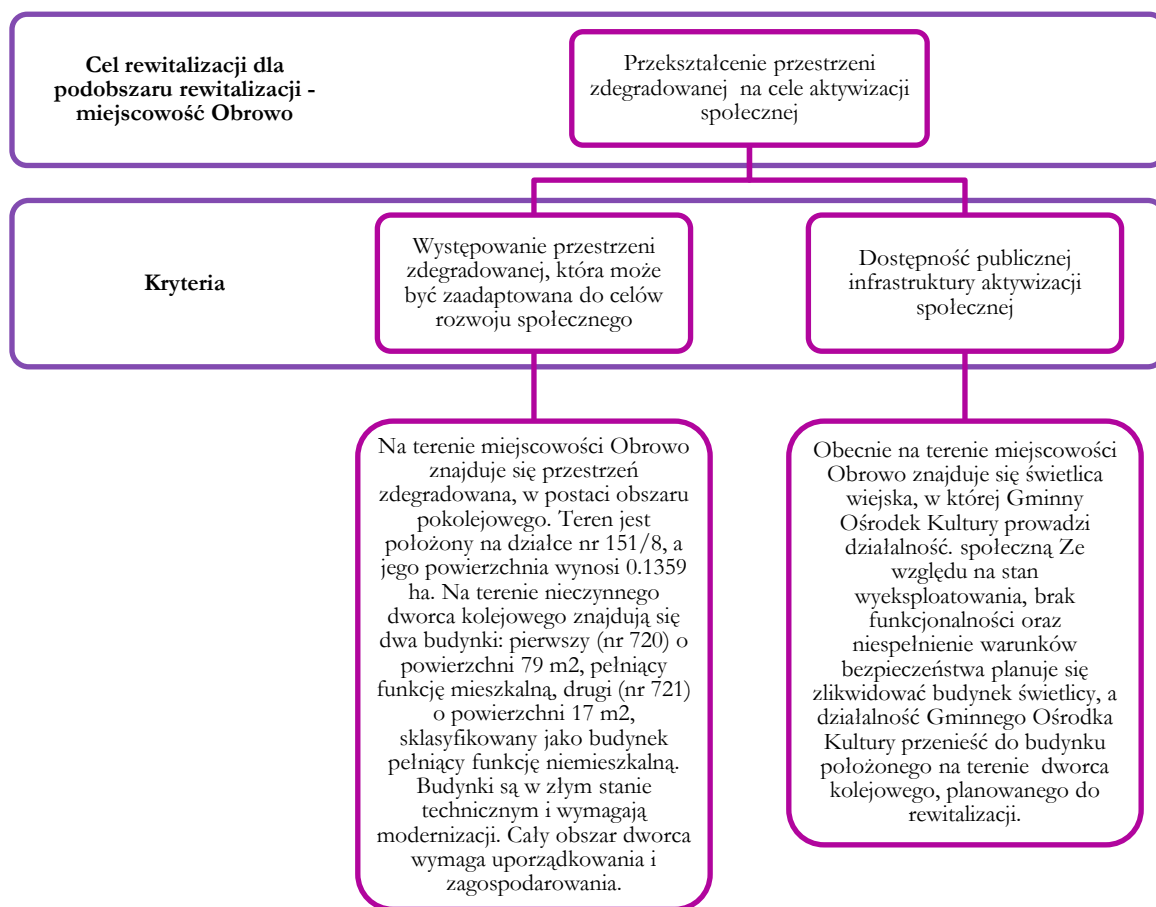 Cel rewitalizacji dla
podobszaru rewitalizacji -
miejscowość Obrowo
Przekształcenie przestrzeni
zdegradowanej na cele aktywizacji
społecznej
Kryteria
Występowanie przestrzeni
zdegradowanej, która może
być zaadaptowana do celów
rozwoju społecznego
Dostępność publicznej
infrastruktury aktywizacji
społecznej
Na terenie miejscowości Obrowo
znajduje się przestrzeń
zdegradowana, w postaci obszaru
pokolejowego. Teren jest
położony na działce nr 151/8, a
jego powierzchnia wynosi 0.1359
ha. Na terenie nieczynnego
dworca kolejowego znajdują się
dwa budynki: pierwszy (nr 720) o
powierzchni 79 m2, pełniący
funkcję mieszkalną, drugi (nr 721)
o powierzchni 17 m2,
sklasyfikowany jako budynek
pełniący funkcję niemieszkalną.
Budynki są w złym stanie
technicznym i wymagają
modernizacji. Cały obszar dworca
wymaga uporządkowania i
zagospodarowania.
Obecnie na terenie miejscowości
Obrowo znajduje się świetlica
wiejska, w której Gminny
Ośrodek Kultury prowadzi
działalność. społeczną Ze
względu na stan
wyeksploatowania, brak
funkcjonalności oraz
niespełnienie warunków
bezpieczeństwa planuje się
zlikwidować budynek świetlicy, a
działalność Gminnego Ośrodka
Kultury przenieść do budynku
położonego na terenie dworca
kolejowego, planowanego do
rewitalizacji.